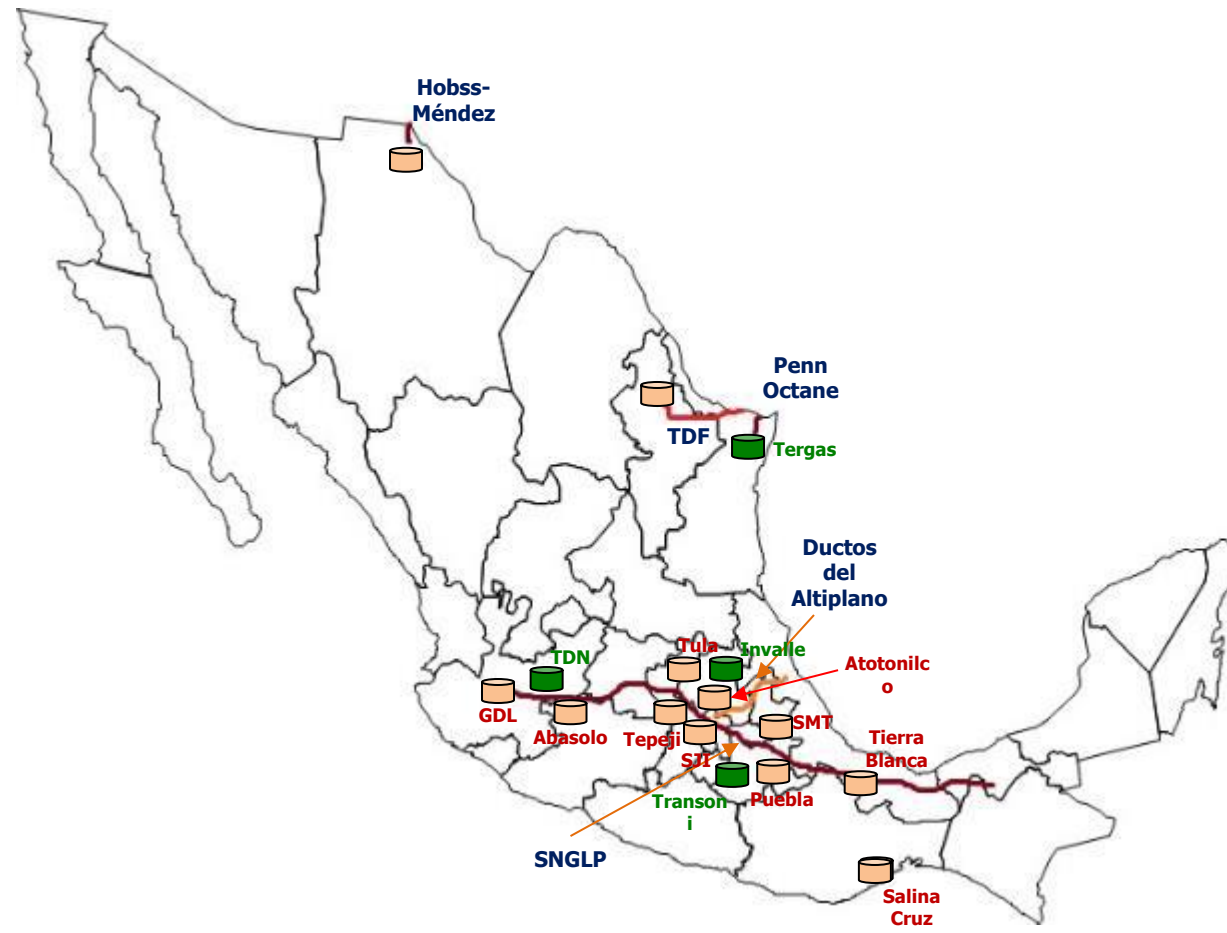 Hobss-
Méndez
Penn
Octane
TDF
Tergas
Ductos
del
Altiplano
Tula
Invalle
TDN
Atotonilc
o
GDL
Abasolo
Tepeji
SJI
SMT
Tierra
Blanca
Transon
i
Puebla
SNGLP
Salina
Cruz